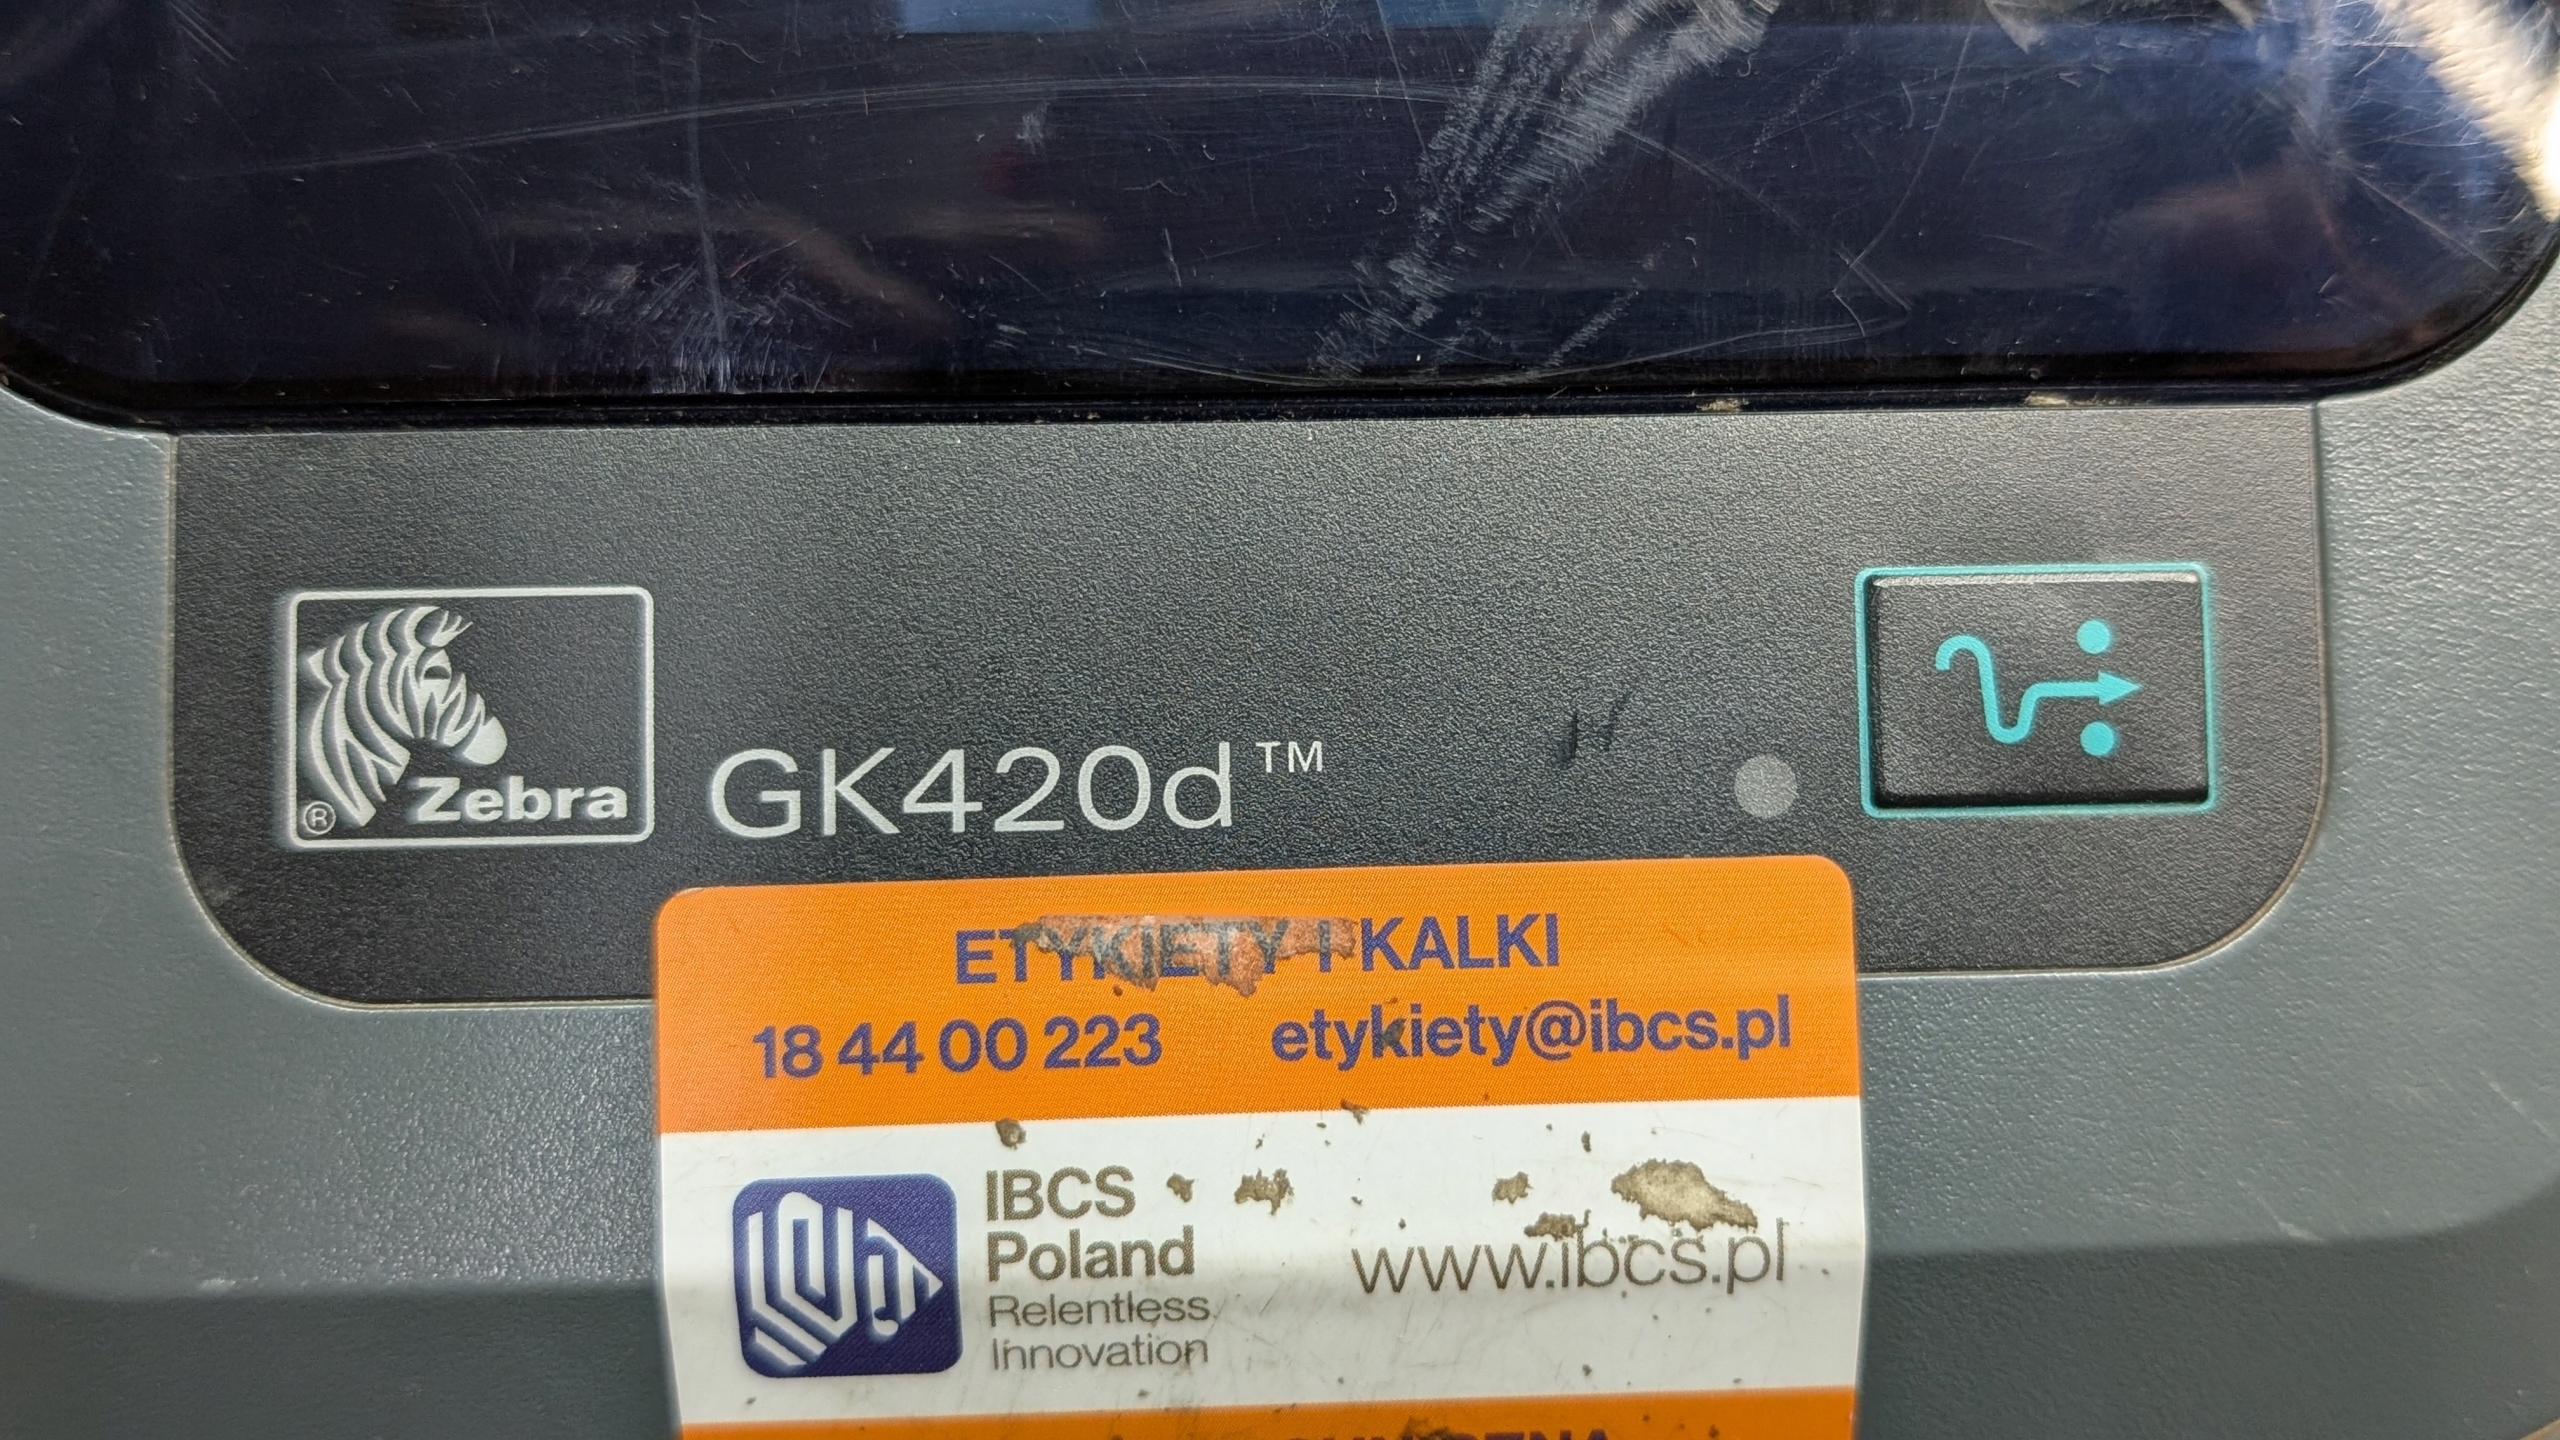 Zebra
®
GK420d™
ETYKIETY I KALKI
18 44 00 223 etykiety@ibcs.pl
IBCS
Poland
Relentless
Innovation
www.ibcs.pl